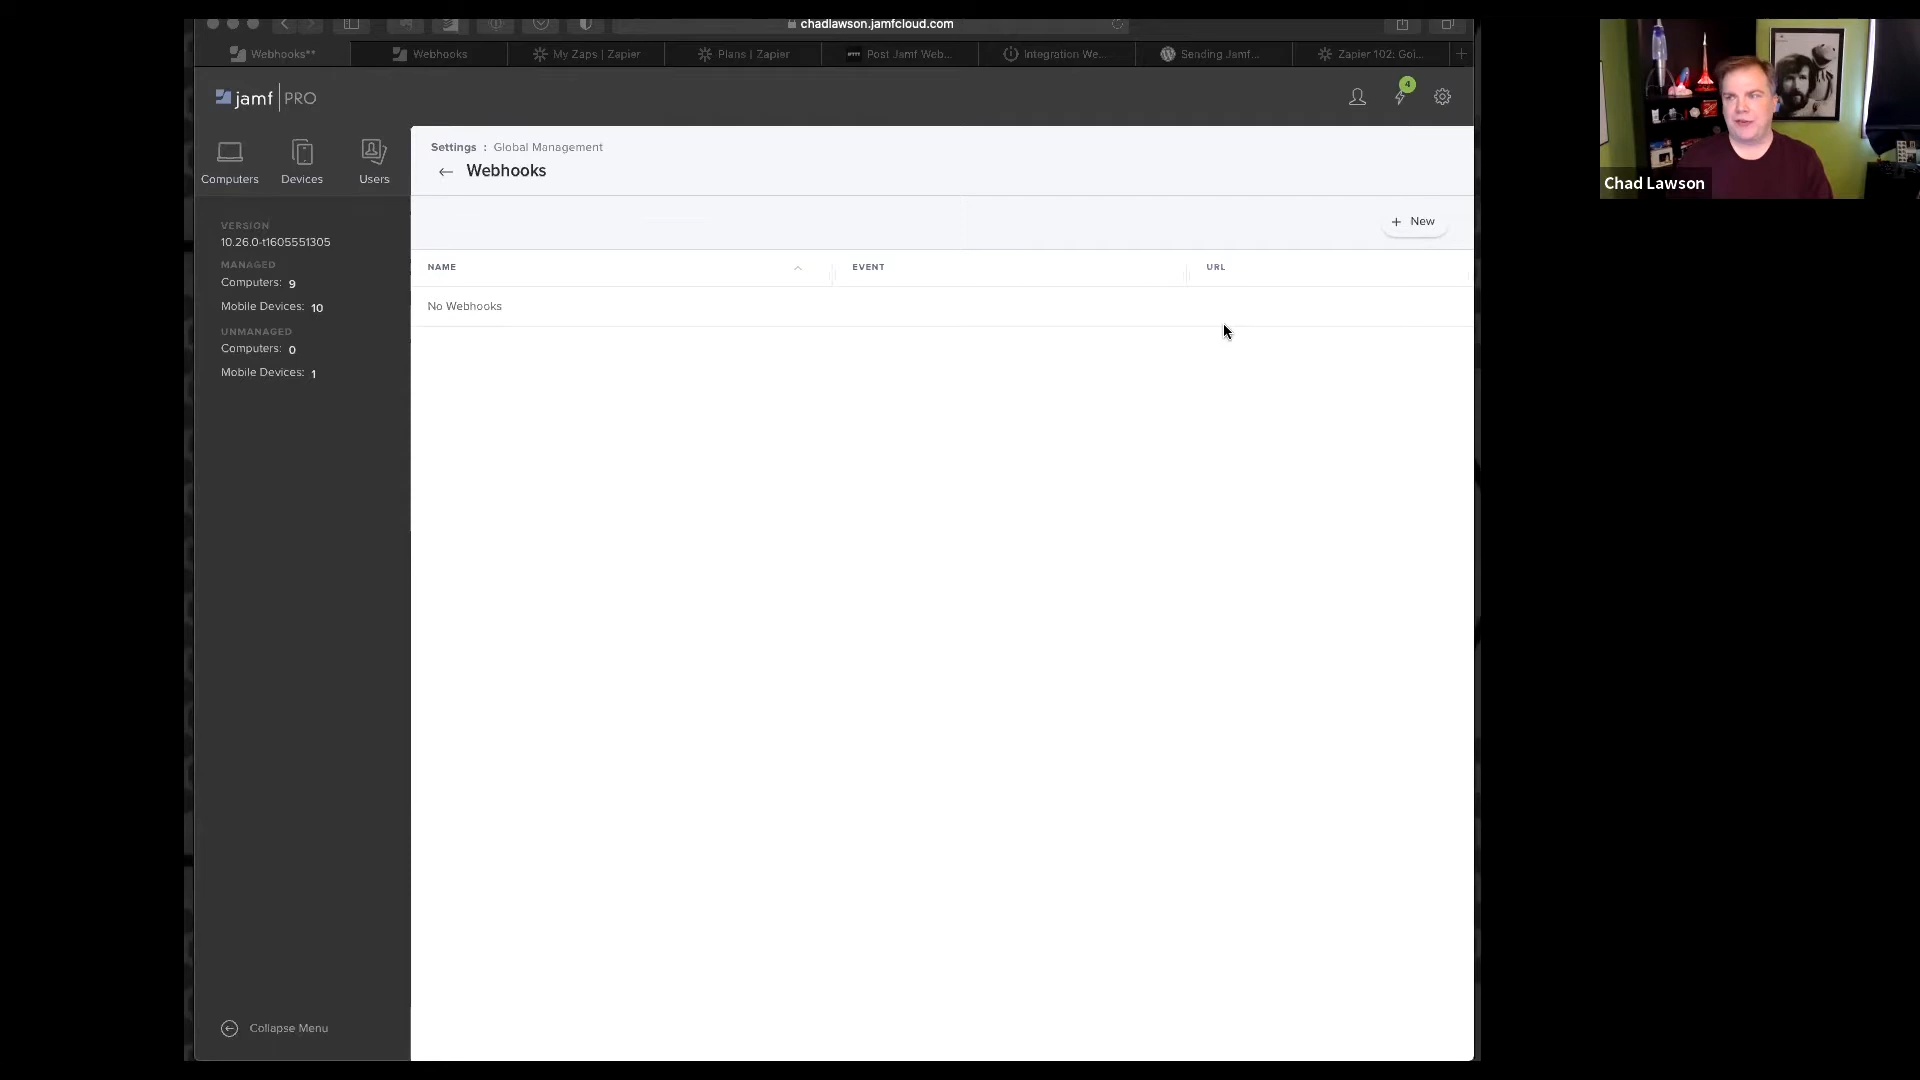 chadlawson.jamfcloud.com
Webhooks**
Webhooks
My Zaps | Zapier
Plans | Zapier
Post Jamf Web...
Integration We...
Sending Jamf...
Zapier 102: Goi...
jamf | PRO
4
Computers
Devices
Users
VERSION
10.26.0-t1605551305
MANAGED
Computers: 9
Mobile Devices: 10
UNMANAGED
Computers: 0
Mobile Devices: 1
Collapse Menu
Settings : Global Management
Webhooks
New
NAME
EVENT
URL
No Webhooks
Chad Lawson